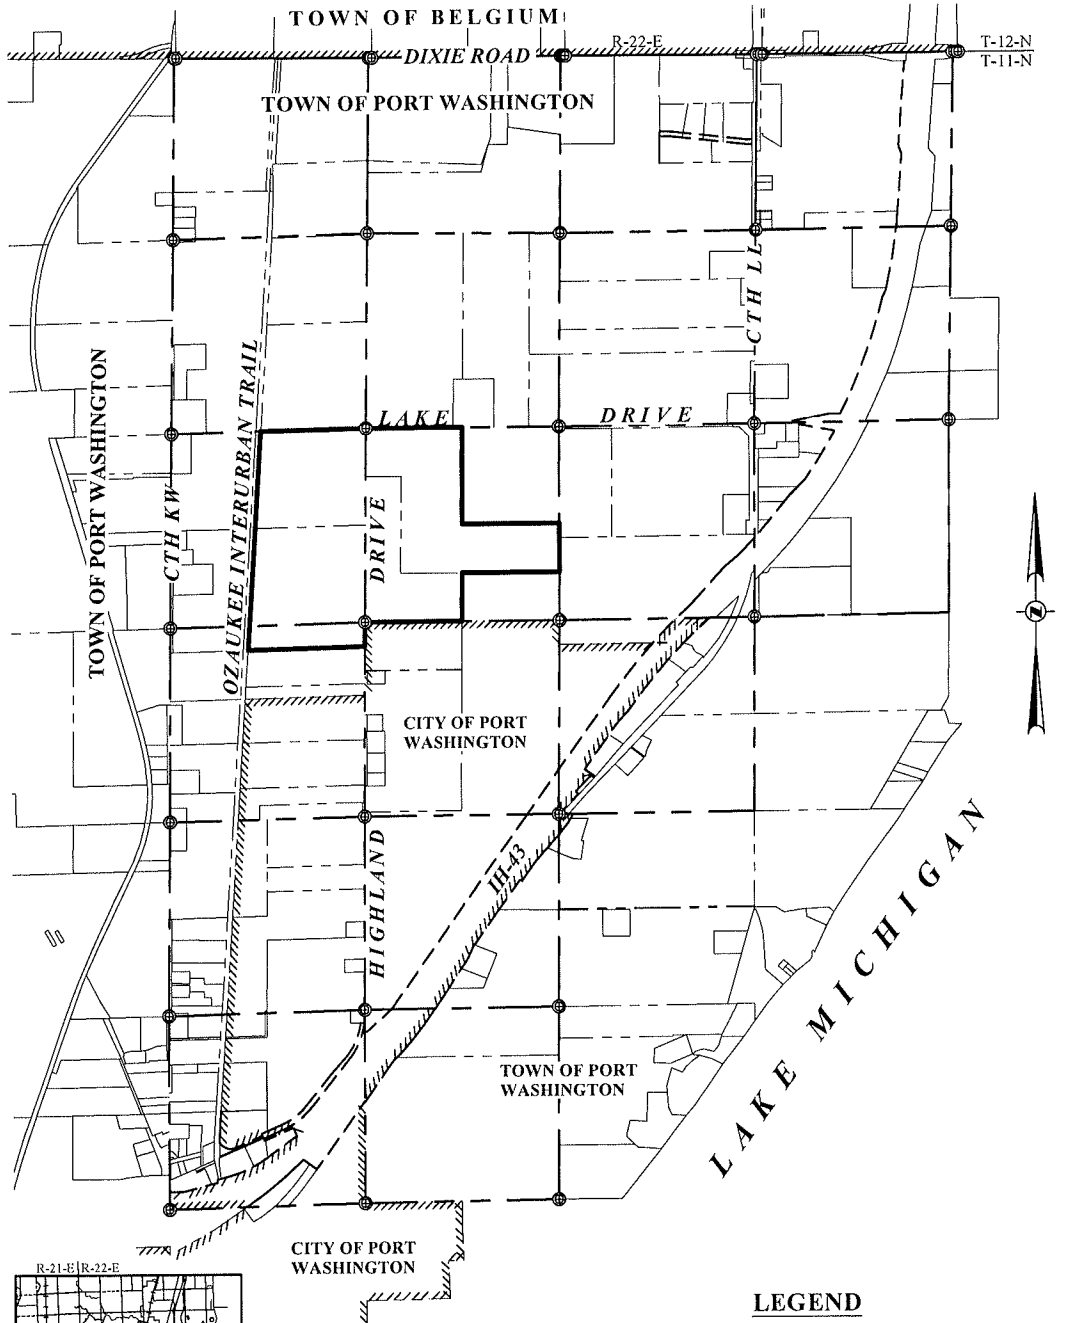 TOWN OF BELGIUM
R-22-E
T-12-N
DIXIE ROAD
T-11-N
TOWN OF PORT WASHINGTON
CTH LL
OZAUKEE INTERURBAN TRAIL
TOWN OF PORT WASHINGTON
LAKE
DRIVE
CTH KW
DRIVE
N
CITY OF PORT
WASHINGTON
HIGHLAND
IH-43
LAKE MICHIGAN
TOWN OF PORT
WASHINGTON
CITY OF PORT
WASHINGTON
R-21-E R-22-E
LEGEND